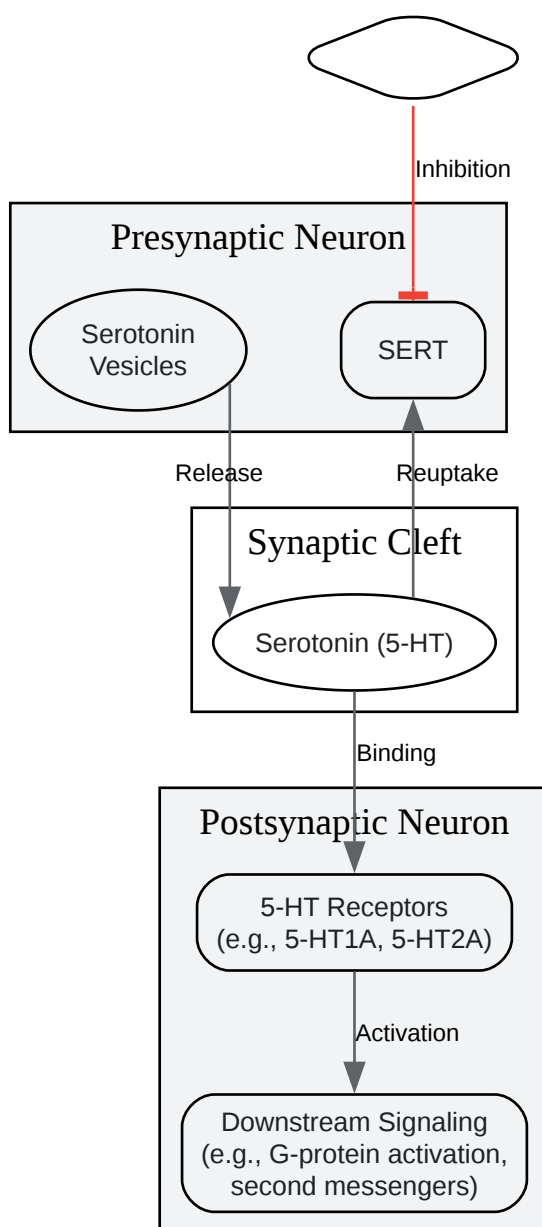 Inhibition
Presynaptic Neuron
Serotonin
Vesicles
SERT
Release
Reuptake
Synaptic Cleft
Serotonin (5-HT)
Binding
Postsynaptic Neuron
5-HT Receptors
(e.g., 5-HT1A, 5-HT2A)
Activation
Downstream Signaling
(e.g., G-protein activation,
second messengers)